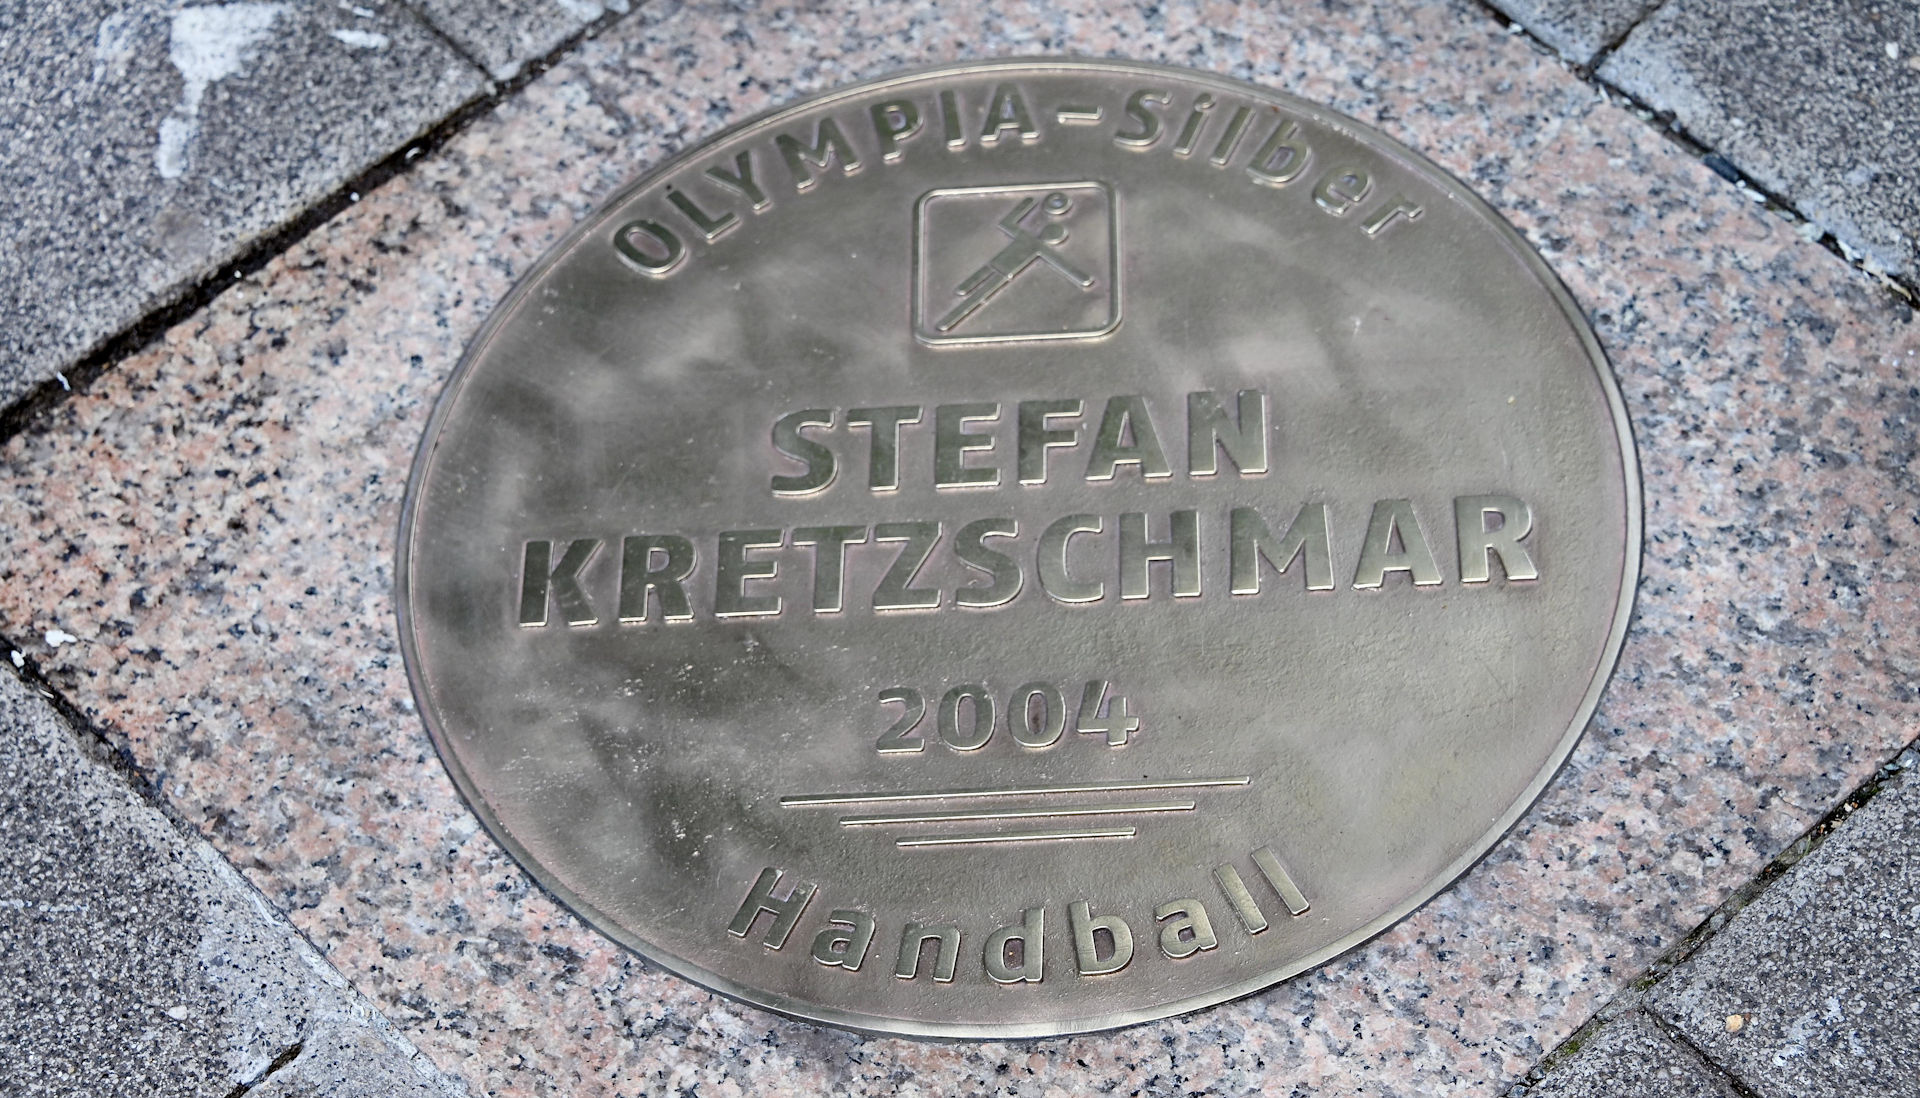 OLYMPIA-Silber
STEFAN
KRETZSCHMAR
2004
Handball